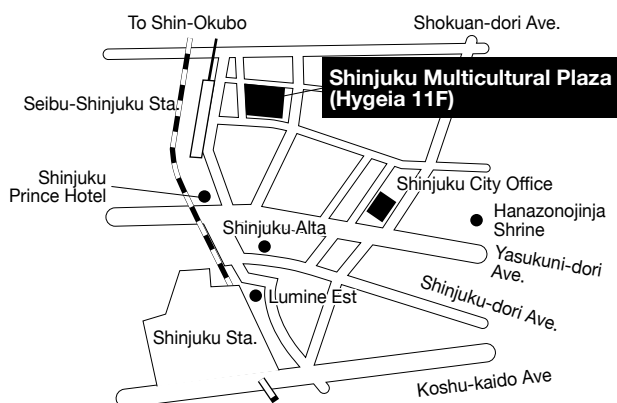 To Shin-Okubo
Shokuan-dori Ave.
Shinjuku Multicultural Plaza
(Hygeia 11F)
Seibu-Shinjuku Sta.
Shinjuku
Prince Hotel
Shinjuku City Office
Hanazonojinja
Shrine
Shinjuku Alta
Yasukuni-dori
Ave.
Shinjuku-dori Ave.
Lumine Est
Shinjuku Sta.
Koshu-kaido Ave